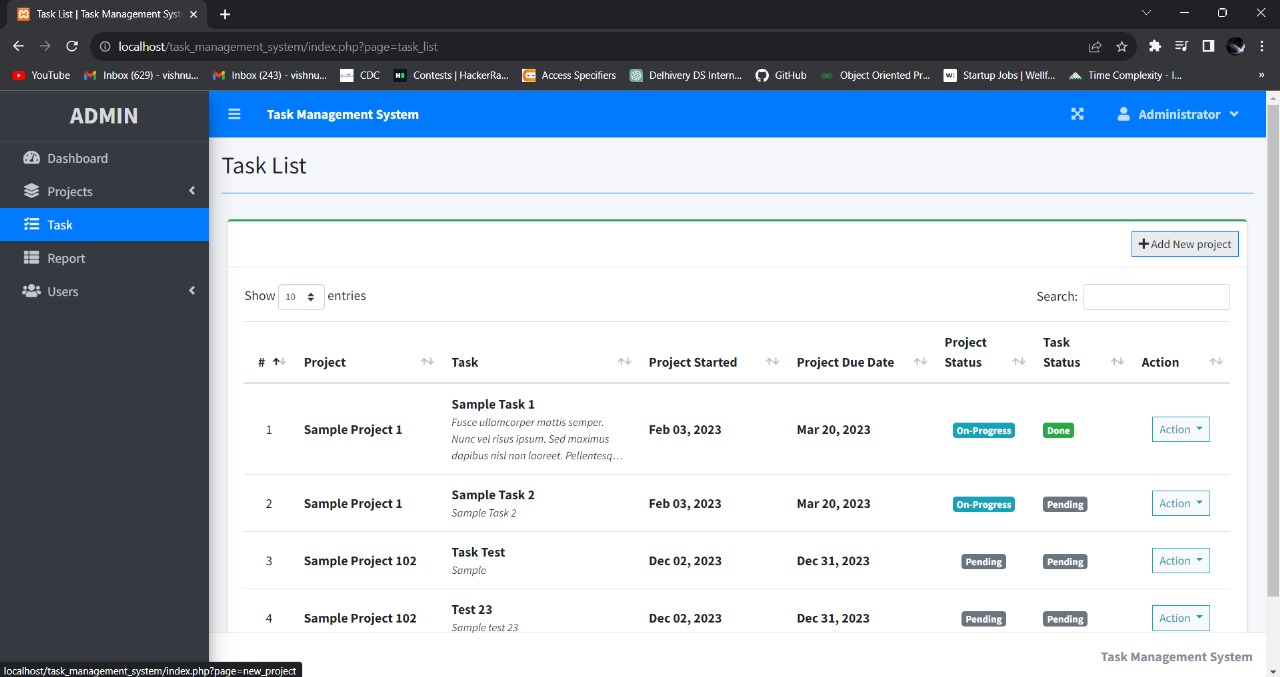 Task List | Task Management Syst
localhost/task_management_system/index.php?page=task_list
YouTube
Inbox (629) - vishnu...
Inbox (243) - vishnu...
CDC
Contests | HackerRa...
Access Specifiers
Delhivery DS Intern...
GitHub
Object Oriented Pr...
Startup Jobs | Wellf...
Time Complexity - I...
»
ADMIN
Task Management System
Administrator
Dashboard
Projects
Task
Report
Users
Task List
Add New project
Show 10 entries
Search:
# Project Task Project Started Project Due Date Project Status Task Status Action
1 Sample Project 1 Sample Task 1 Feb 03, 2023 Mar 20, 2023 On-Progress Done Action
Fusce ullamcorper mattis semper.
Nunc vel risus ipsum. Sed maximus
dapibus nisl non laoreet. Pellentesq...
2 Sample Project 1 Sample Task 2 Feb 03, 2023 Mar 20, 2023 On-Progress Pending Action
Sample Task 2
3 Sample Project 102 Task Test Dec 02, 2023 Dec 31, 2023 Pending Pending Action
Sample
4 Sample Project 102 Test 23 Dec 02, 2023 Dec 31, 2023 Pending Pending Action
Sample test 23
Task Management System
localhost/task_management_system/index.php?page=new_project